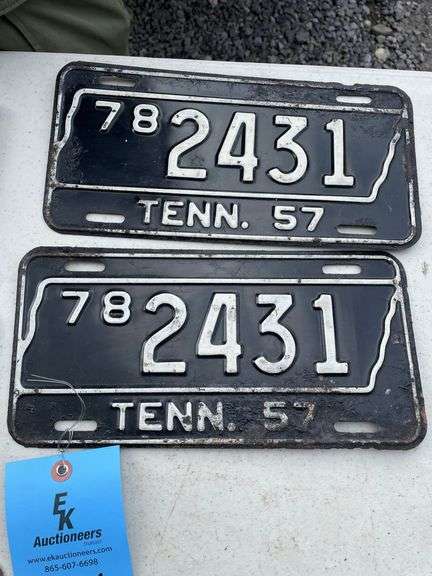 78 2431
TENN. 57
78 2431
TENN. 57
EK
Auctioneers
www.ekauctioneers.com
865-607-6698